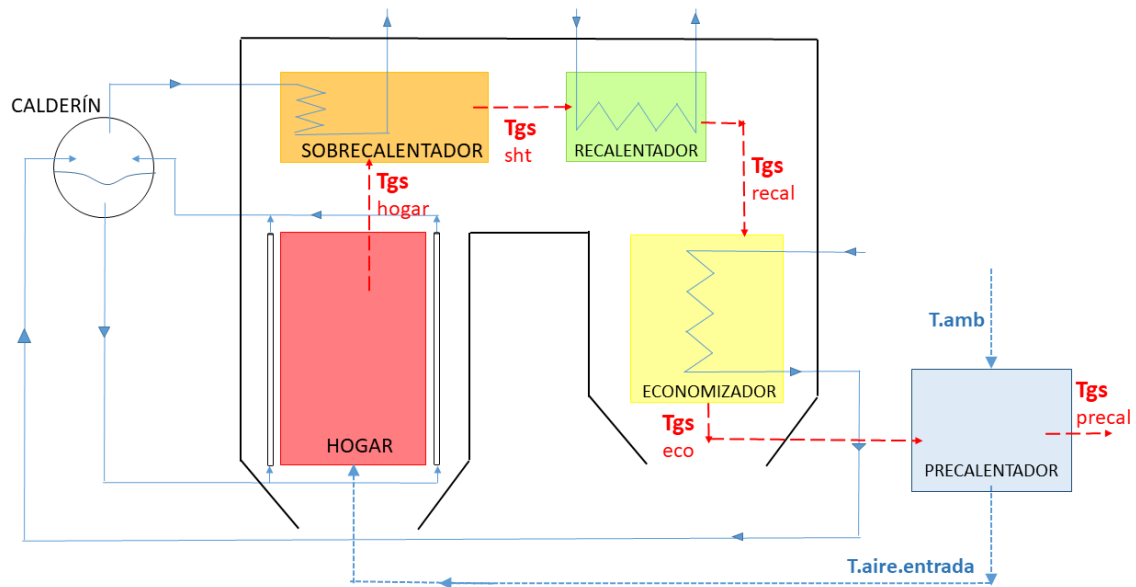 CALDERÍN
SOBRECALENTADOR
Tgs
sht
RECALENTADOR
Tgs
hogar
Tgs
recal
HOGAR
ECONOMIZADOR
Tgs
eco
T.amb
Tgs
precal
PRECALENTADOR
T.aire.entrada